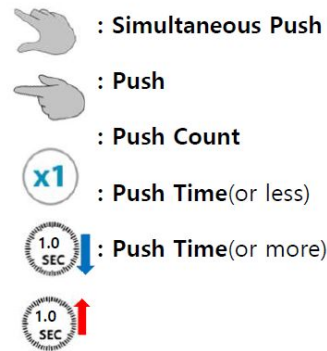 : Simultaneous Push
: Push
: Push Count
x1
: Push Time(or less)
1.0
SEC
: Push Time(or more)
1.0
SEC